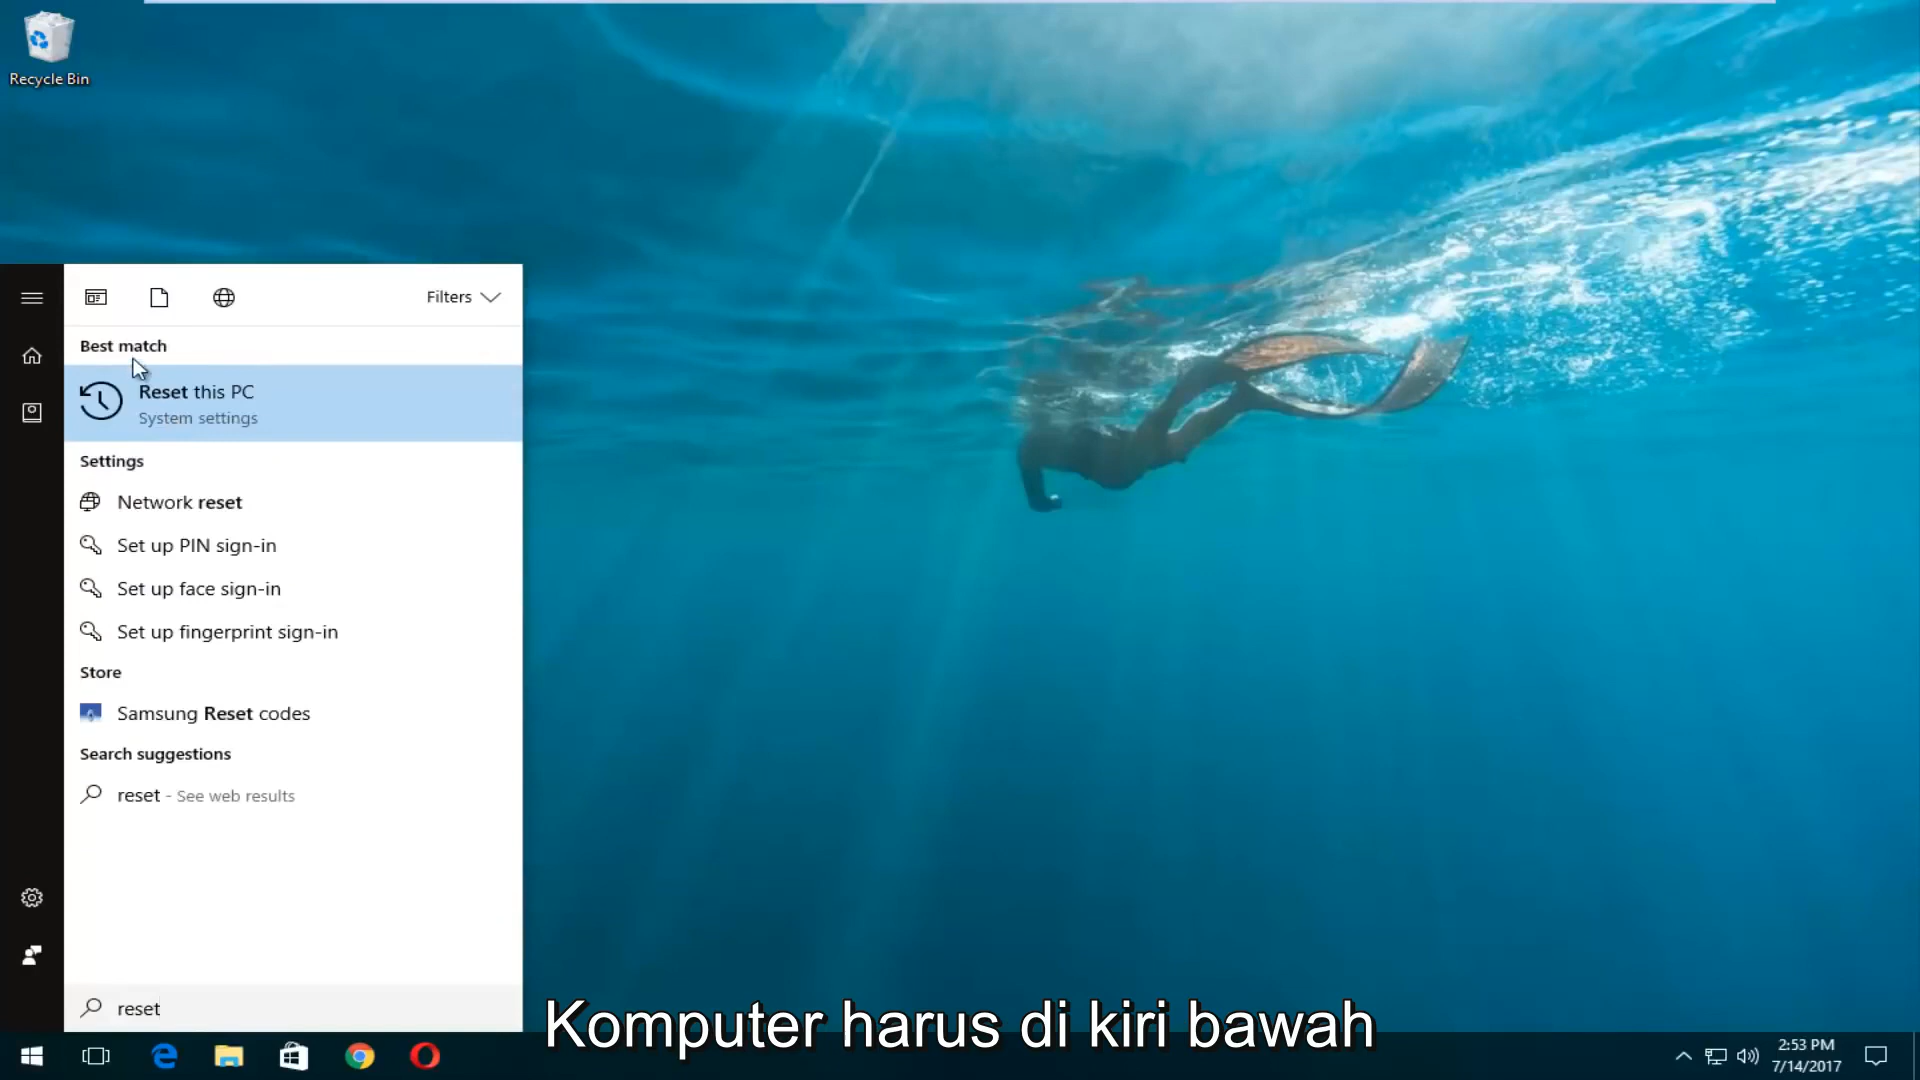 Recycle Bin
Filters
Best match
Reset this PC
System settings
Settings
Network reset
Set up PIN sign-in
Set up face sign-in
Set up fingerprint sign-in
Store
Samsung Reset codes
Search suggestions
reset - See web results
reset
Komputer harus di kiri bawah
2:53 PM
7/14/2017